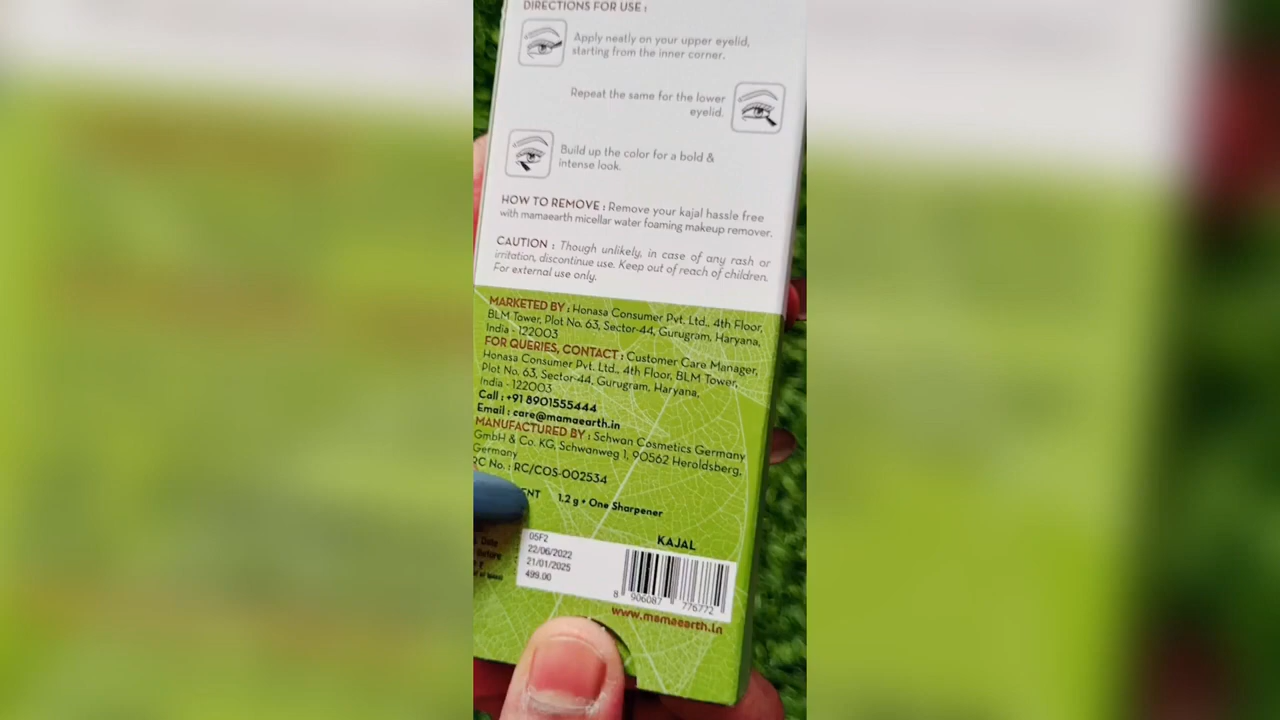 DIRECTIONS FOR USE :
Apply neatly on your upper eyelid,
starting from the inner corner.
Repeat the same for the lower
eyelid.
Build up the color for a bold &
intense look.
HOW TO REMOVE : Remove your kajal hassle free
with mamaearth micellar water foaming makeup remover.
CAUTION : Though unlikely, in case of any rash or
irritation, discontinue use. Keep out of reach of children.
For external use only.
MARKETED BY : Honasa Consumer Pvt. Ltd., 4th Floor,
BLM Tower, Plot No. 63, Sector-44, Gurugram, Haryana,
India - 122003
FOR QUERIES, CONTACT : Customer Care Manager,
Honasa Consumer Pvt. Ltd., 4th Floor, BLM Tower,
Plot No. 63, Sector-44, Gurugram, Haryana,
India - 122003
Call : +91 8901555444
Email : care@mamaearth.in
MANUFACTURED BY : Schwan Cosmetics Germany
GmbH & Co. KG, Schwanweg 1, 90562 Heroldsberg,
Germany
RC No. : RC/COS-002534
1.2 g + One Sharpener
KAJAL
Date
05F2
22/06/2022
21/01/2025
499.00
8 906087 776772
www.mamaearth.in